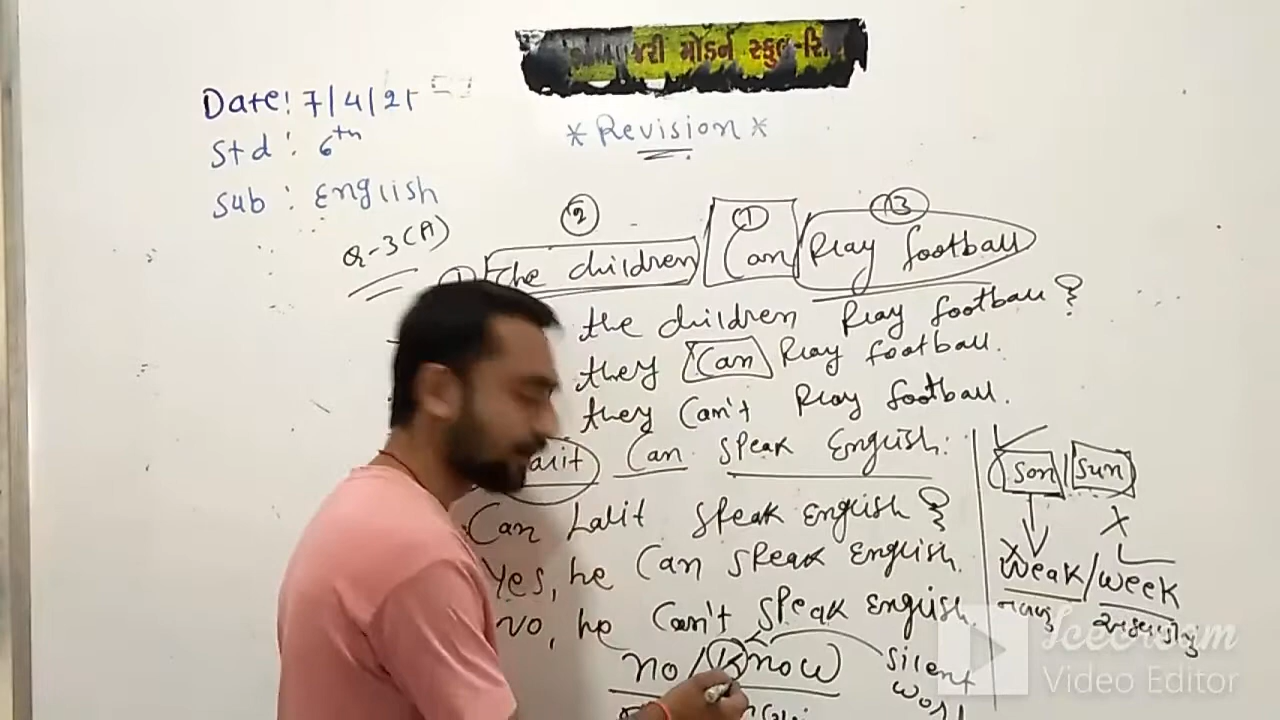 મોડર્ન સ્કુલ
Date: 7/4/21
Std: 6th
Sub: English
* Revision *
Q-3(A)
② ① ③
the children Can Play football
the children Play football?
they Can Play football.
they Can't Play football.
Can Speak English.
Can Lalit Speak English?
Yes, he Can Speak English.
No, he Can't Speak English.
no/Know
Silent
Son/Sun
X
Weak/Week
Icecream
Video Editor